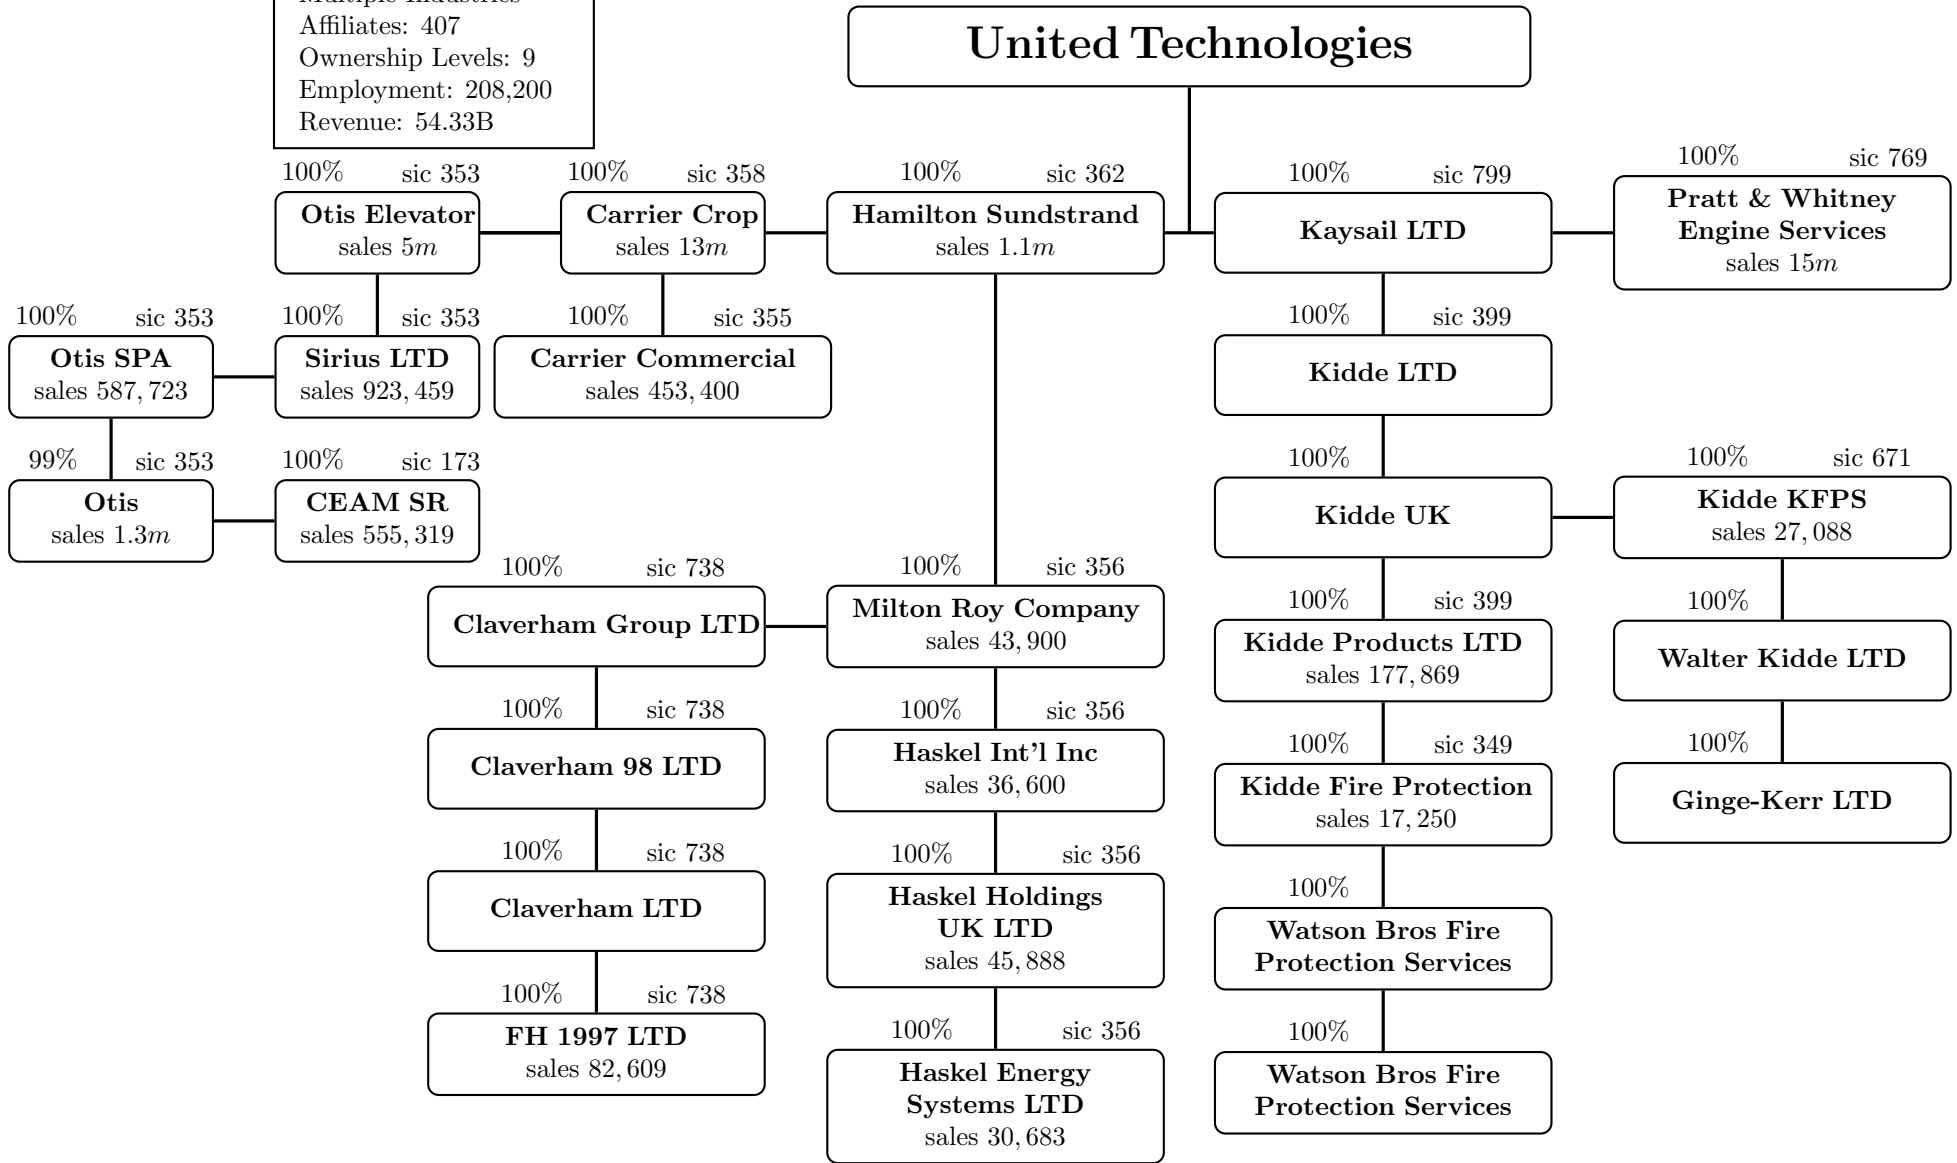 Affiliates: 407
Ownership Levels: 9
Employment: 208,200
Revenue: 54.33B
United Technologies
100% sic 353
Otis Elevator
sales 5m
100% sic 358
Carrier Crop
sales 13m
100% sic 362
Hamilton Sundstrand
sales 1.1m
100% sic 799
Kaysail LTD
100% sic 769
Pratt & Whitney
Engine Services
sales 15m
100% sic 353
Otis SPA
sales 587,723
100% sic 353
Sirius LTD
sales 923,459
100% sic 355
Carrier Commercial
sales 453,400
100% sic 399
Kidde LTD
99% sic 353
Otis
sales 1.3m
100% sic 173
CEAM SR
sales 555,319
100%
Kidde UK
100% sic 671
Kidde KFPS
sales 27,088
100% sic 738
Claverham Group LTD
100% sic 356
Milton Roy Company
sales 43,900
100% sic 399
Kidde Products LTD
sales 177,869
100%
Walter Kidde LTD
100% sic 738
Claverham 98 LTD
100% sic 356
Haskel Int'l Inc
sales 36,600
100% sic 349
Kidde Fire Protection
sales 17,250
100%
Ginge-Kerr LTD
100% sic 738
Claverham LTD
100% sic 356
Haskel Holdings
UK LTD
sales 45,888
100%
Watson Bros Fire
Protection Services
100% sic 738
FH 1997 LTD
sales 82,609
100% sic 356
Haskel Energy
Systems LTD
sales 30,683
100%
Watson Bros Fire
Protection Services